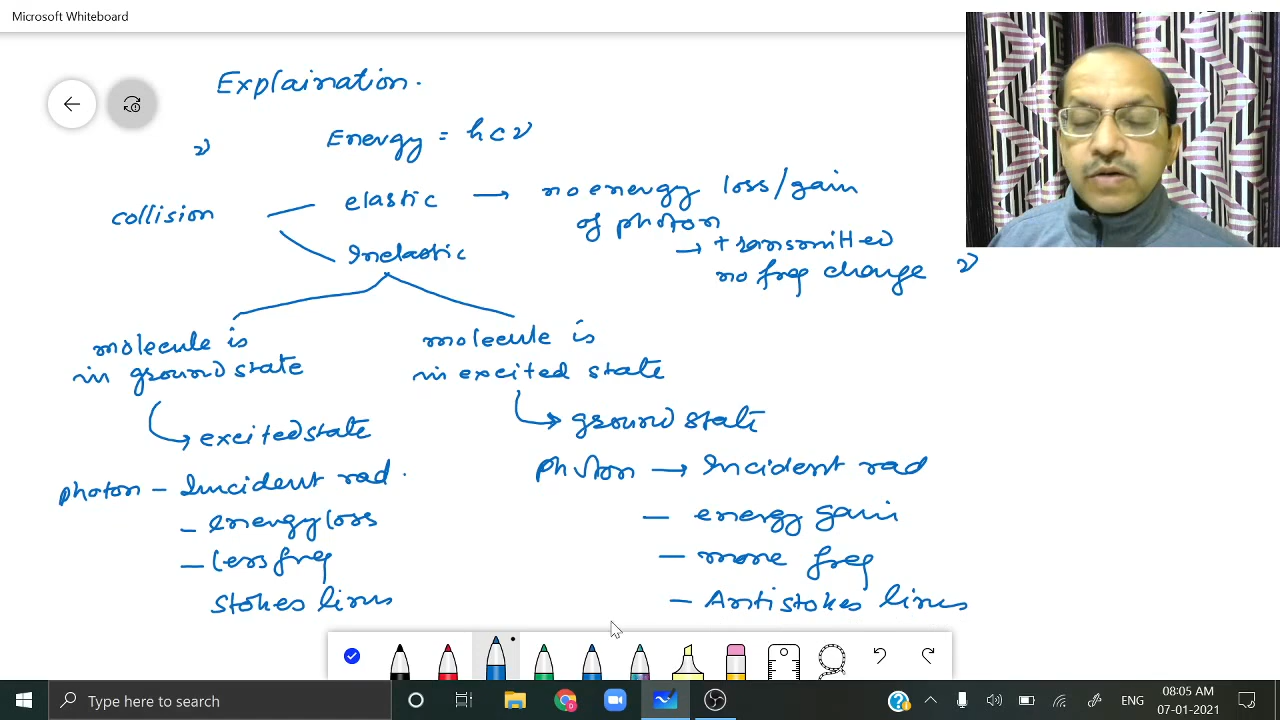 Microsoft Whiteboard
Explaination.
ν Energy = hcν
collision
elastic → no energy loss/gain
of photon
→ transmitted
no freq change ν
Inelastic
molecule is
in ground state
→ excited state
photon - Incident rad.
- energy loss
- less freq
Stokes lines
molecule is
in excited state
→ ground state
photon → Incident rad
- energy gain
- more freq
- Antistokes lines
Type here to search
ENG
08:05 AM
07-01-2021